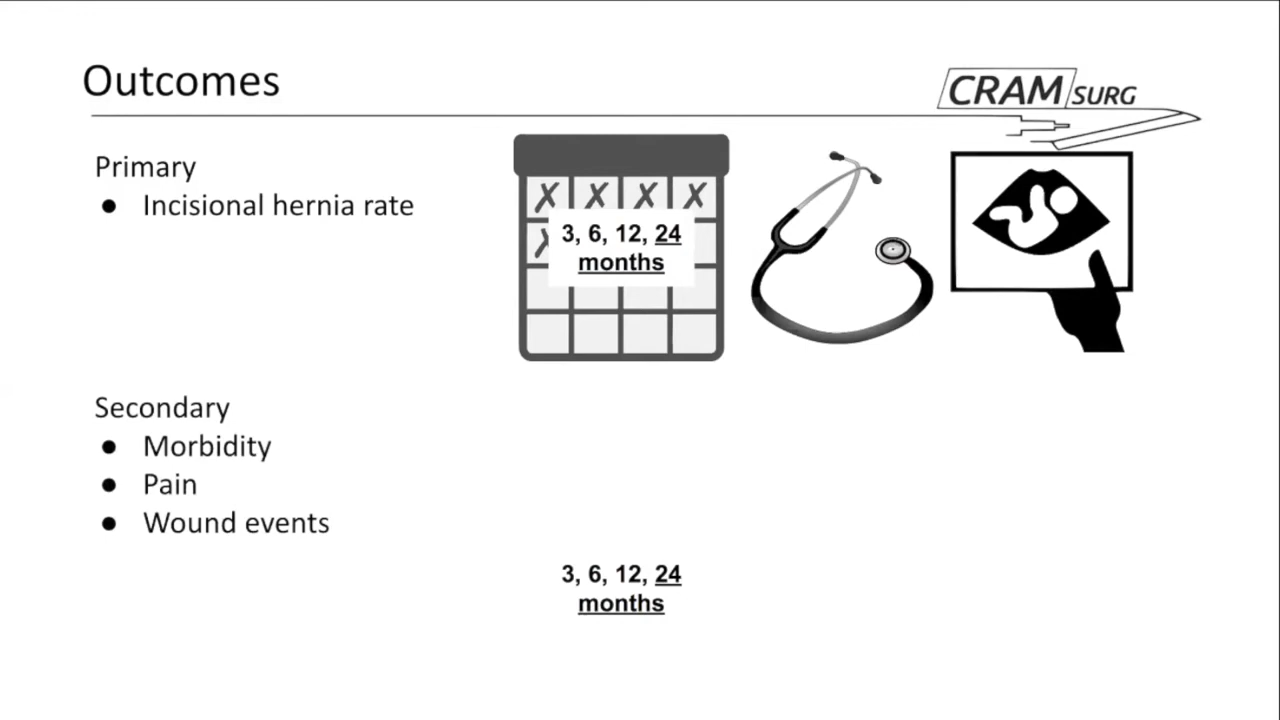 Outcomes
CRAM SURG
Primary
● Incisional hernia rate
3, 6, 12, 24
months
Secondary
● Morbidity
● Pain
● Wound events
3, 6, 12, 24
months